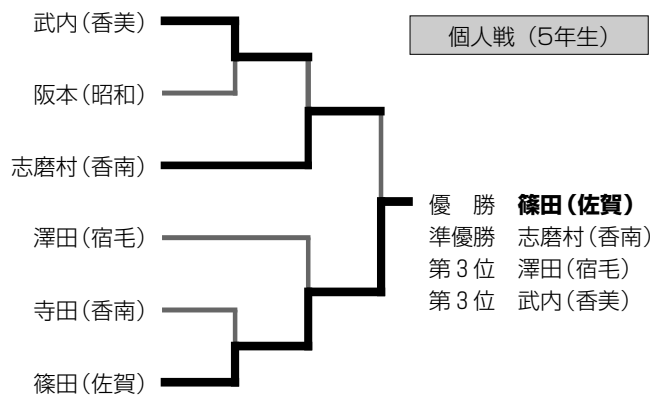 個人戦（5年生）
武内（香美）
阪本（昭和）
志磨村（香南）
澤田（宿毛）
寺田（香南）
篠田（佐賀）
優　勝　篠田（佐賀）
準優勝　志磨村（香南）
第３位　澤田（宿毛）
第３位　武内（香美）